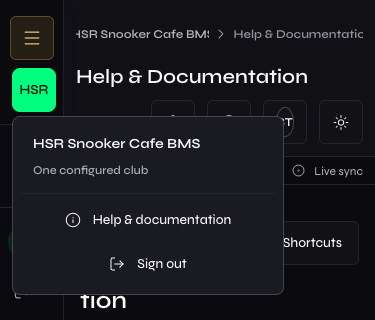 HSR Snooker Cafe BMS > Help & Documentatio
HSR
Help & Documentation
HSR Snooker Cafe BMS
Live sync
One configured club
Help & documentation
Shortcuts
Sign out
tion